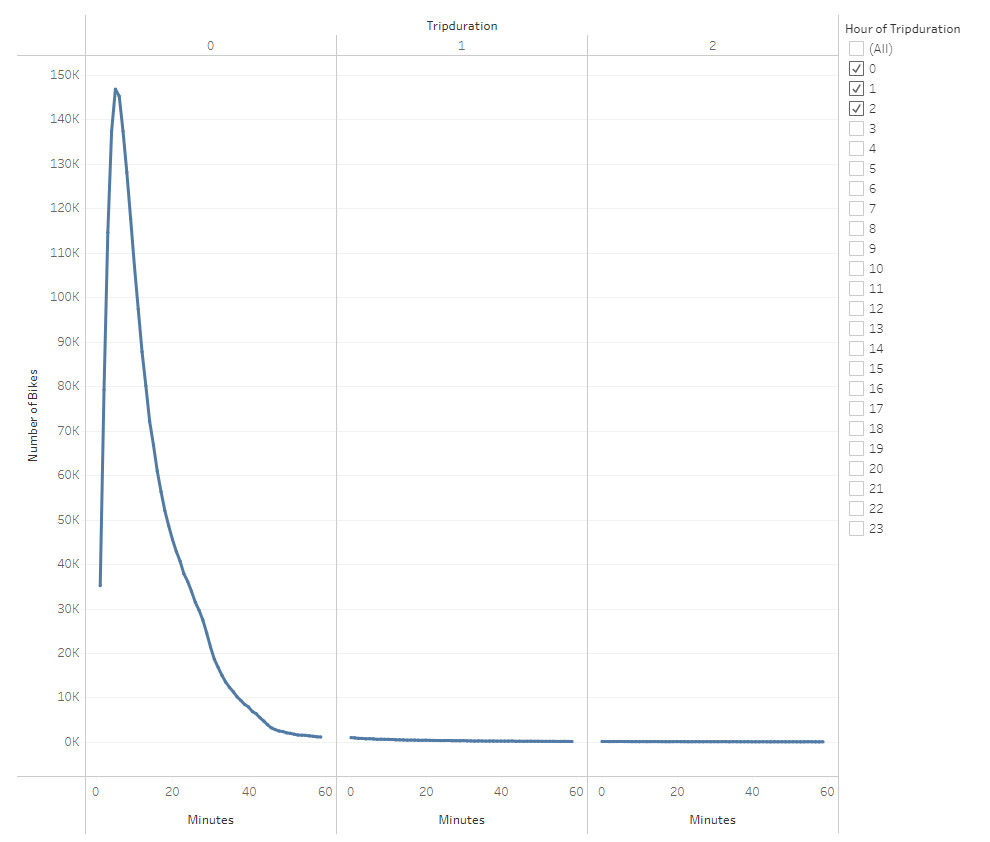 Tripduration
0 1 2
150K
140K
130K
120K
110K
100K
90K
80K
70K
60K
50K
40K
30K
20K
10K
0K
Number of Bikes
0 20 40 60 0 20 40 60 0 20 40 60
Minutes Minutes Minutes
Hour of Tripduration
(All)
0
1
2
3
4
5
6
7
8
9
10
11
12
13
14
15
16
17
18
19
20
21
22
23